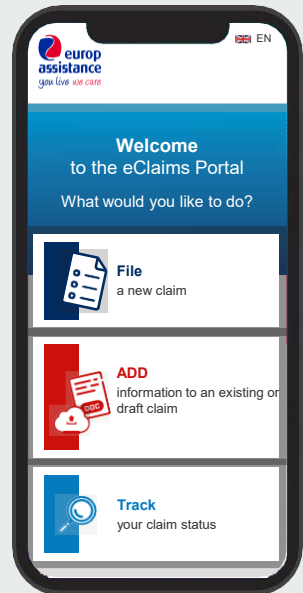 EN
europ
assistance
you live we care
Welcome
to the eClaims Portal
What would you like to do?
File
a new claim
ADD
information to an existing or
draft claim
DOC
Track
your claim status